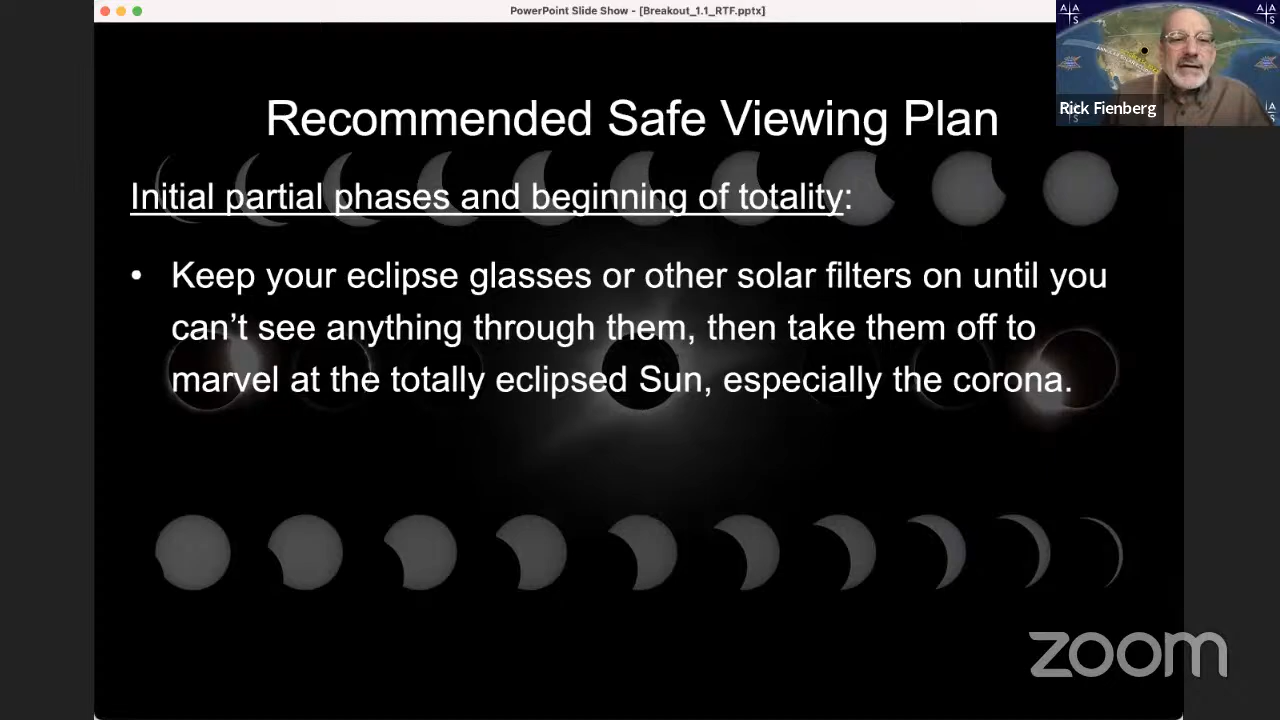 PowerPoint Slide Show - [Breakout_1.1_RTF.pptx]
A A
S
A A
S
Rick Fienberg
Recommended Safe Viewing Plan
Initial partial phases and beginning of totality:
• Keep your eclipse glasses or other solar filters on until you
can’t see anything through them, then take them off to
marvel at the totally eclipsed Sun, especially the corona.
zoom